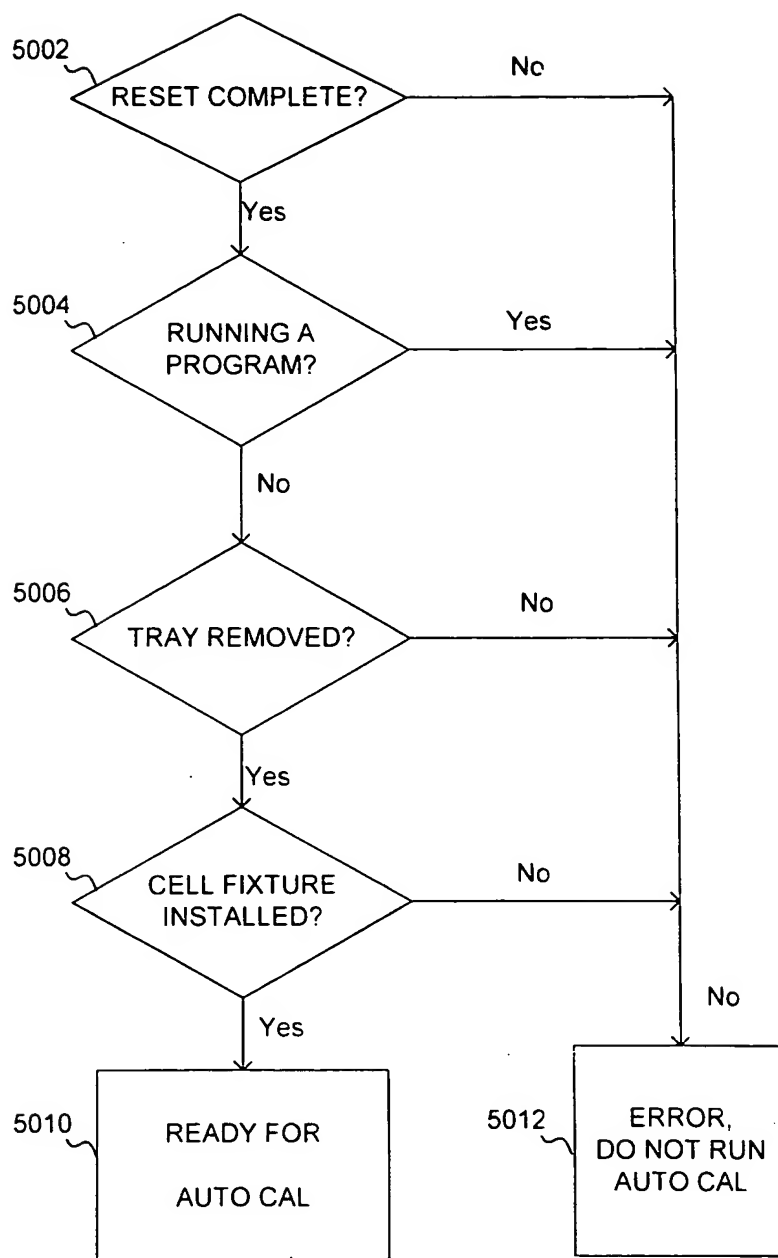 5002
RESET COMPLETE?
No
Yes
5004
RUNNING A
PROGRAM?
Yes
No
5006
TRAY REMOVED?
No
Yes
5008
CELL FIXTURE
INSTALLED?
No
Yes
No
5010
READY FOR
AUTO CAL
5012
ERROR,
DO NOT RUN
AUTO CAL